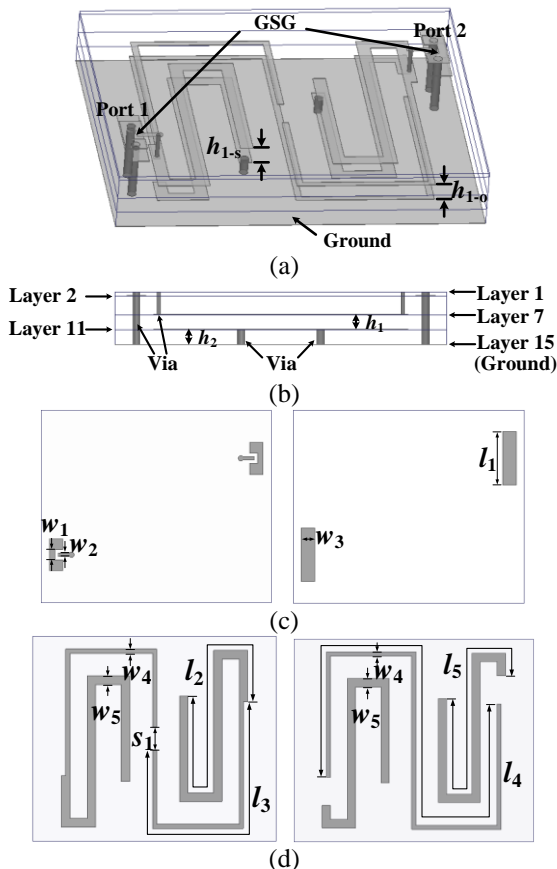 GSG
Port 2
Port 1
h1-s
h1-o
Ground
(a)
Layer 2
Layer 1
Layer 7
Layer 11
h1
h2
Layer 15
(Ground)
Via
Via
(b)
w1
w2
l1
w3
(c)
w4
w5
s1
l2
l3
w4
w5
l5
l4
(d)